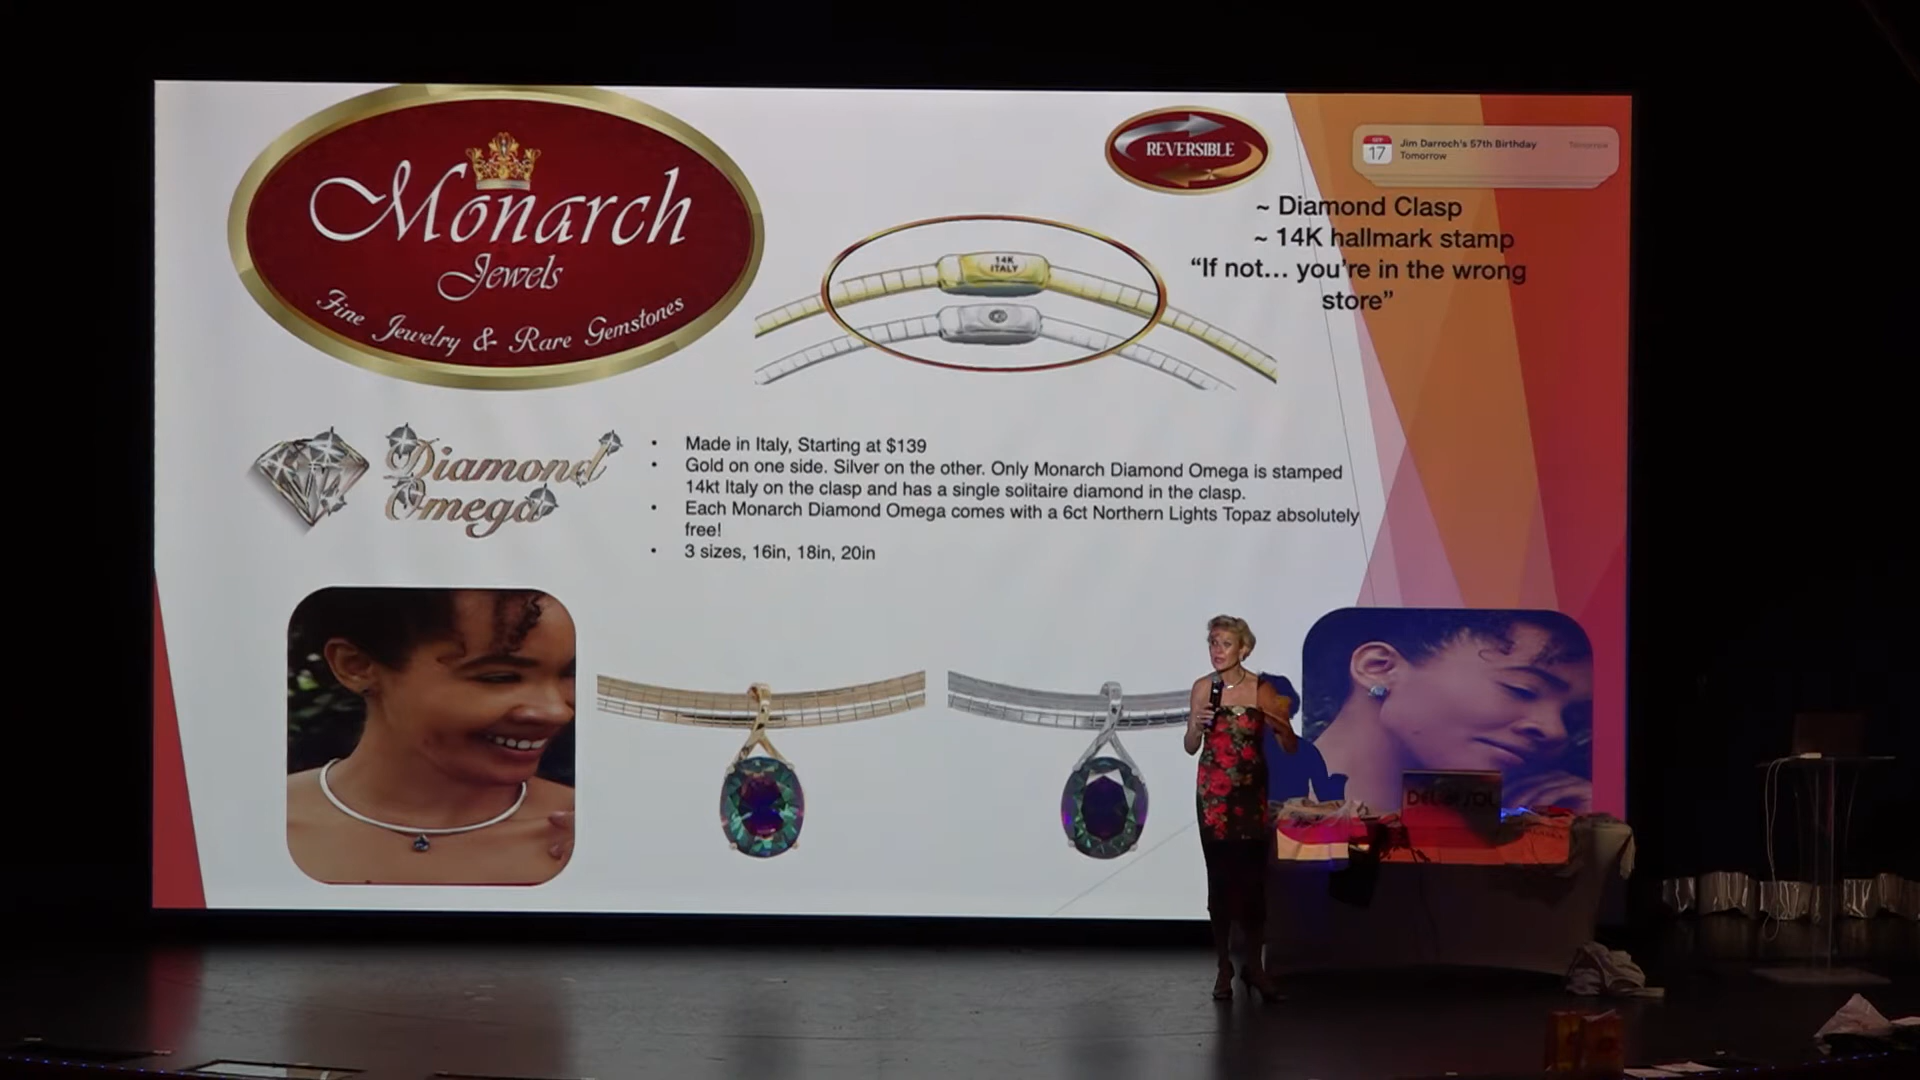 Monarch
Jewels
Fine Jewelry & Rare Gemstones
REVERSIBLE
SEP
17
Jim Darroch's 57th Birthday
Tomorrow
Tomorrow
~ Diamond Clasp
~ 14K hallmark stamp
“If not... you're in the wrong
store”
14K
ITALY
Diamond
Omega
• Made in Italy, Starting at $139
• Gold on one side. Silver on the other. Only Monarch Diamond Omega is stamped
14kt Italy on the clasp and has a single solitaire diamond in the clasp.
• Each Monarch Diamond Omega comes with a 6ct Northern Lights Topaz absolutely
free!
• 3 sizes, 16in, 18in, 20in
DEL SOL